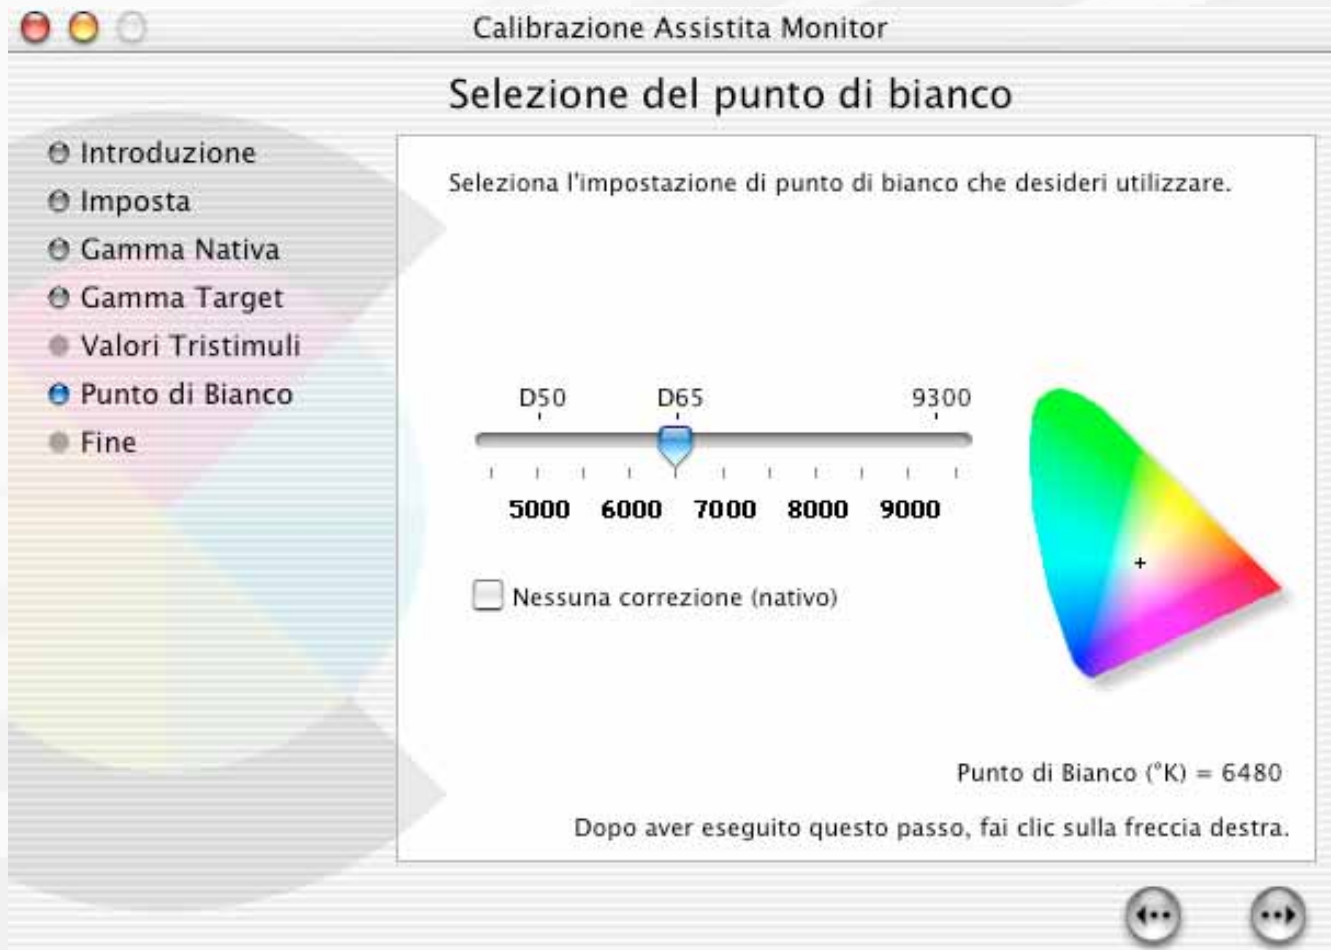 Calibrazione Assistita Monitor
Selezione del punto di bianco
Introduzione
Imposta
Gamma Nativa
Gamma Target
Valori Tristimuli
Punto di Bianco
Fine
Seleziona l'impostazione di punto di bianco che desideri utilizzare.
D50 D65 9300
5000 6000 7000 8000 9000
Nessuna correzione (nativo)
Punto di Bianco (°K) = 6480
Dopo aver eseguito questo passo, fai clic sulla freccia destra.